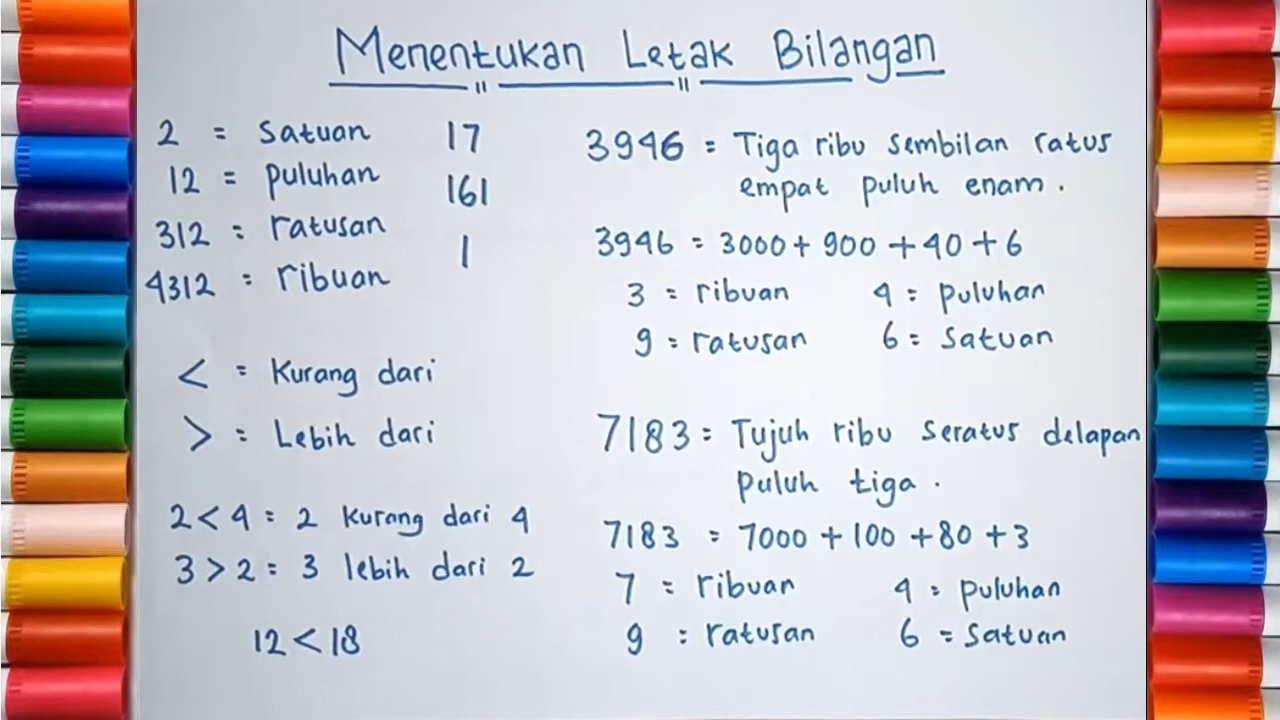 Menentukan Letak Bilangan
2 = Satuan
12 = puluhan
312 = ratusan
4312 = ribuan
17
161
1
< = Kurang dari
> = Lebih dari
2 < 4 = 2 Kurang dari 4
3 > 2 = 3 lebih dari 2
12 < 18
3946 = Tiga ribu sembilan ratus
empat puluh enam.
3946 = 3000 + 900 + 40 + 6
3 = ribuan 4 = puluhan
9 = ratusan 6 = Satuan
7183 = Tujuh ribu seratus delapan
puluh tiga.
7183 = 7000 + 100 + 80 + 3
7 = ribuan 4 = puluhan
9 = ratusan 6 = Satuan